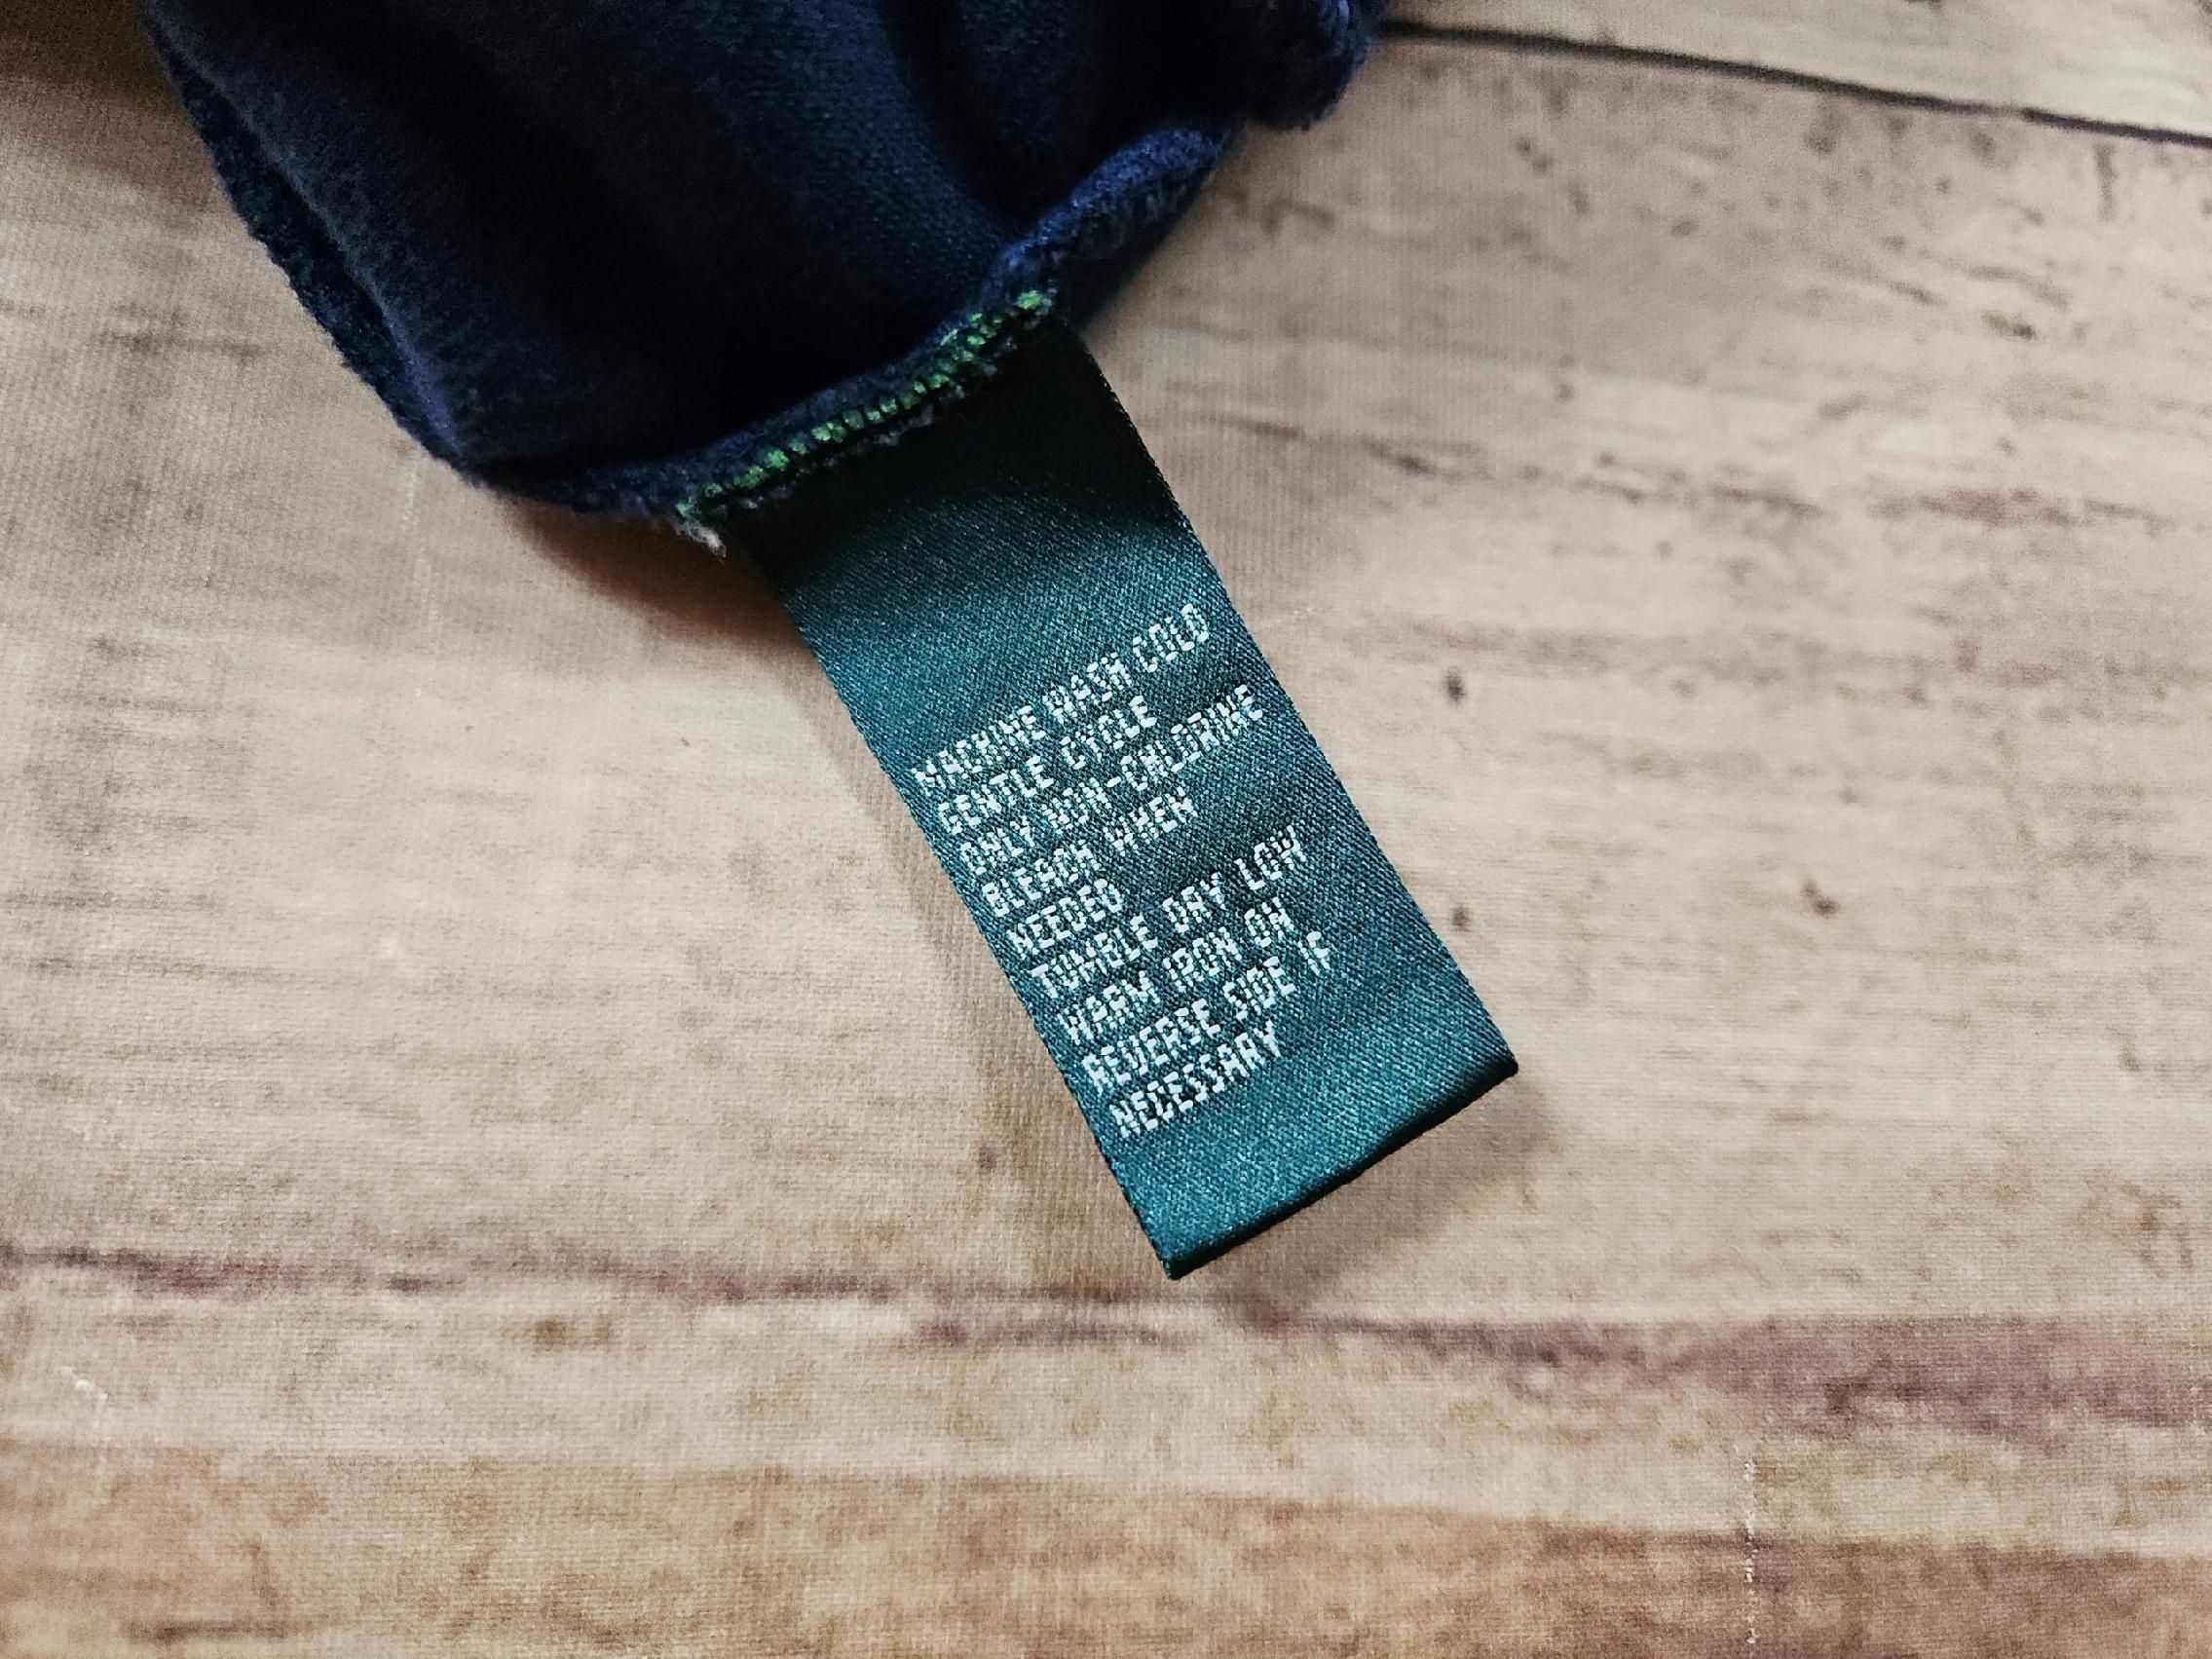 MACHINE WASH COLD
GENTLE CYCLE
ONLY NON-CHLORINE
BLEACH WHEN
NEEDED
TUMBLE DRY LOW
WARM IRON ON
REVERSE SIDE IF
NECESSARY